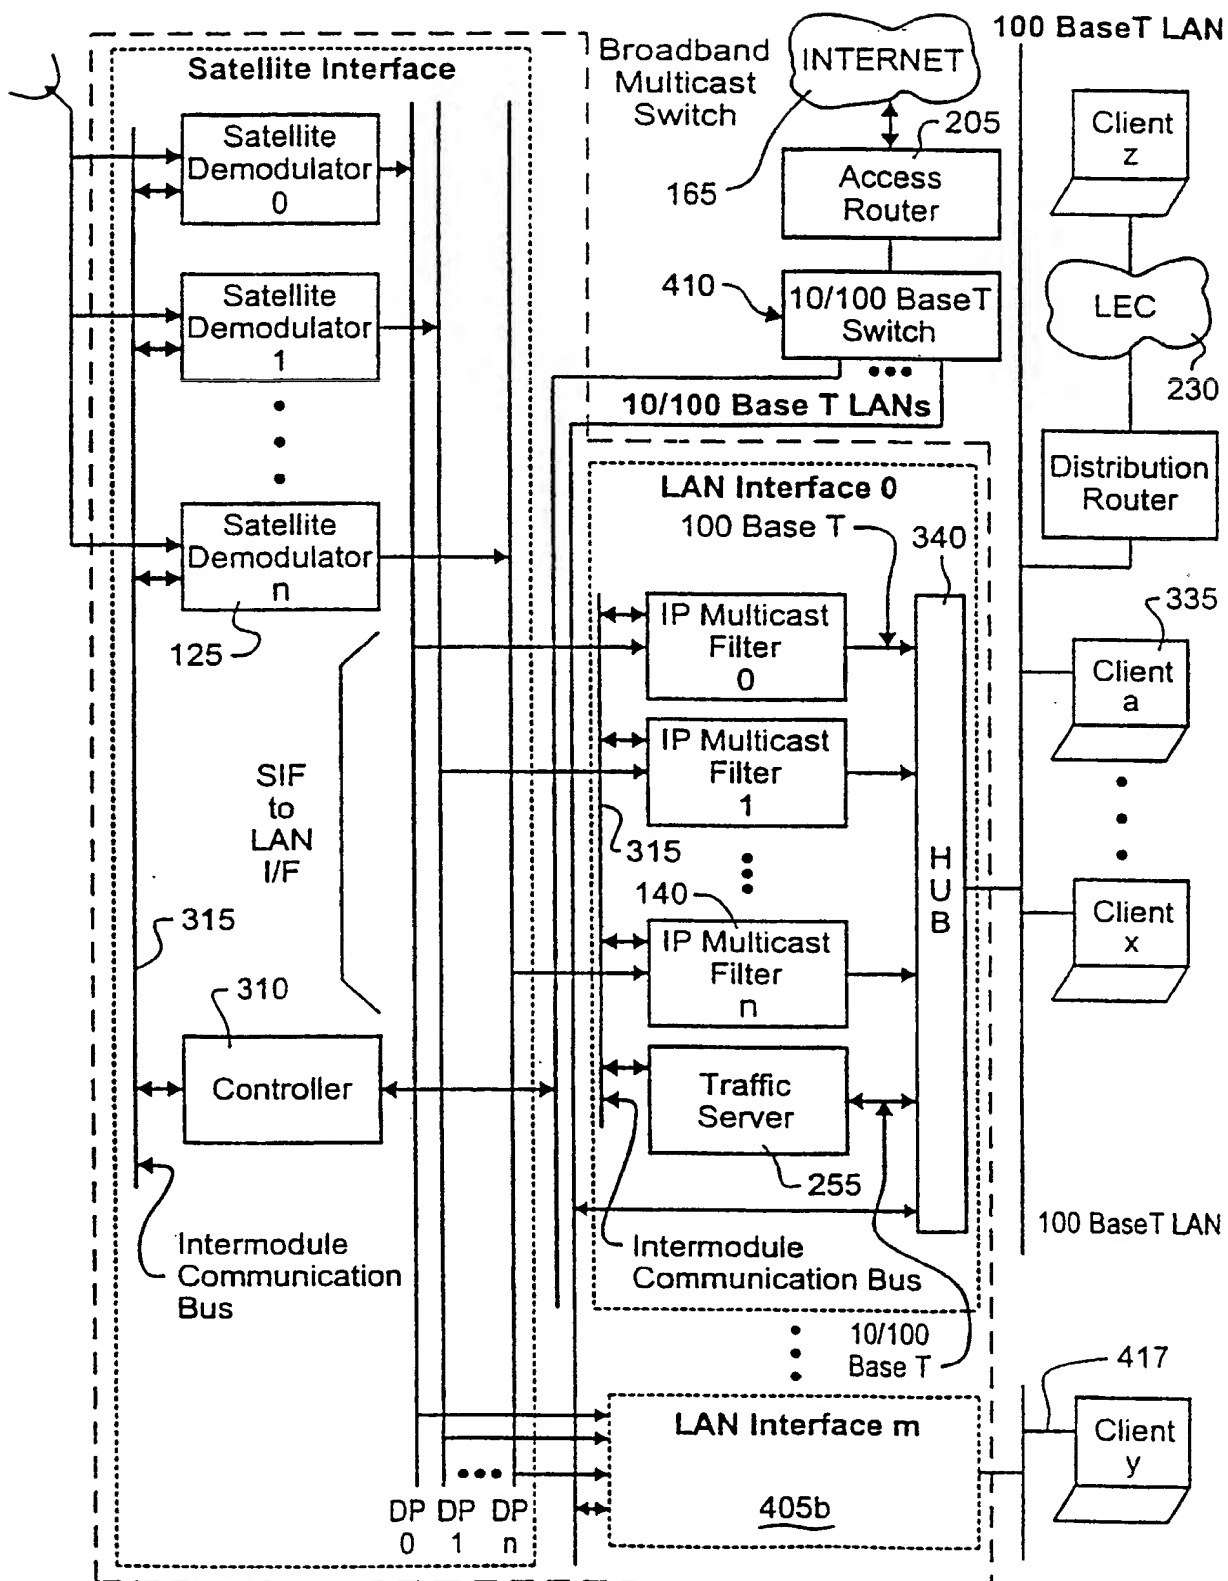 100 BaseT LAN
Satellite Interface
Broadband
Multicast
Switch
INTERNET
165
205
Access
Router
410
10/100 BaseT
Switch
10/100 Base T LANs
Client
z
LEC
230
Distribution
Router
Satellite
Demodulator
0
Satellite
Demodulator
1
Satellite
Demodulator
n
125
SIF
to
LAN
I/F
315
310
Controller
Intermodule
Communication
Bus
DP
0
DP
1
DP
n
LAN Interface 0
100 Base T
340
IP Multicast
Filter
0
IP Multicast
Filter
1
315
140
IP Multicast
Filter
n
Traffic
Server
255
HUB
Intermodule
Communication Bus
10/100
Base T
335
Client
a
Client
x
100 BaseT LAN
LAN Interface m
405b
417
Client
y